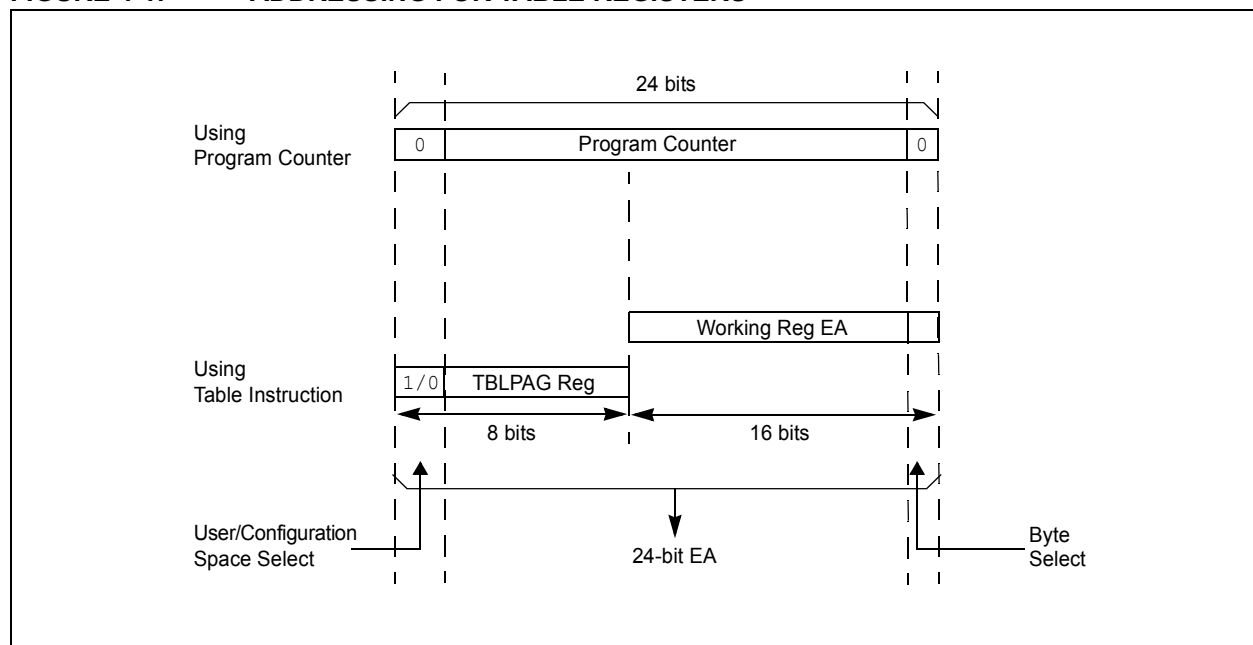 24 bits
Using
Program Counter
0
Program Counter
0
Working Reg EA
Using
Table Instruction
1/0
TBLPAG Reg
8 bits
16 bits
User/Configuration
Space Select
24-bit EA
Byte
Select